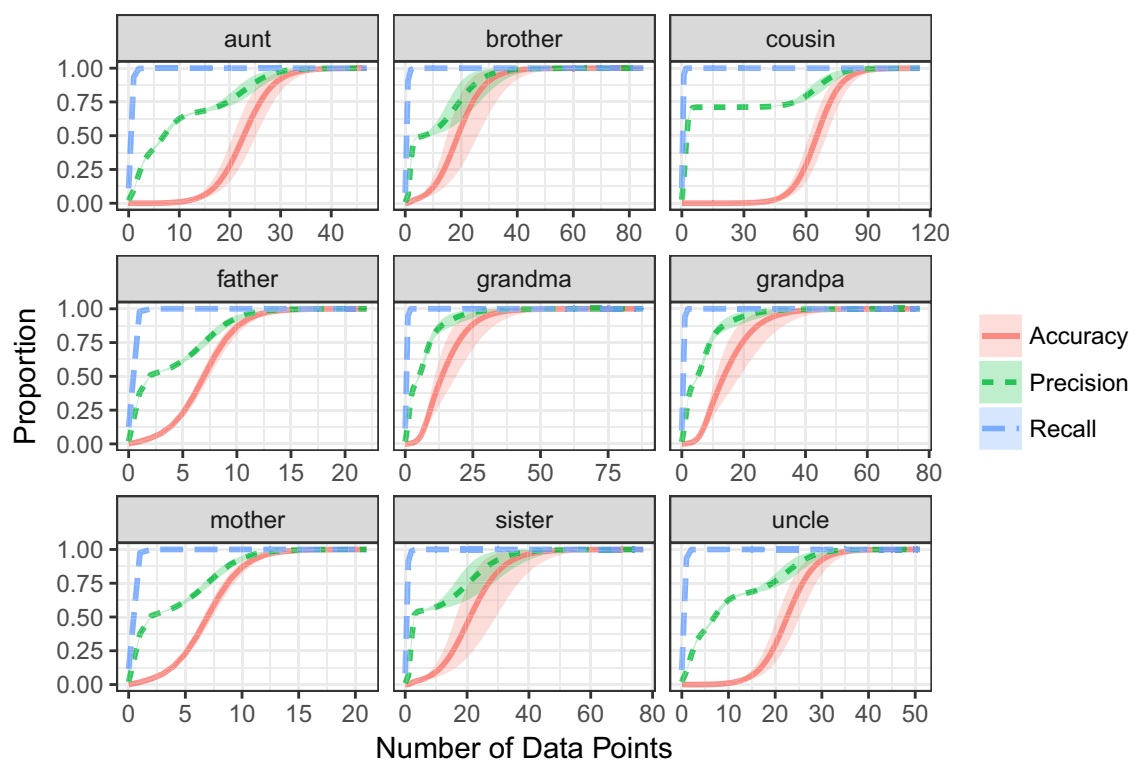 aunt brother cousin
1.00
0.75
0.50
0.25
0.00
0 10 20 30 40 0 20 40 60 80 0 30 60 90 120
father grandma grandpa
1.00
0.75
0.50
0.25
0.00
0 5 10 15 20 0 25 50 75 0 20 40 60 80
mother sister uncle
1.00
0.75
0.50
0.25
0.00
0 5 10 15 20 0 20 40 60 80 0 10 20 30 40 50
Proportion
Number of Data Points
Accuracy
Precision
Recall